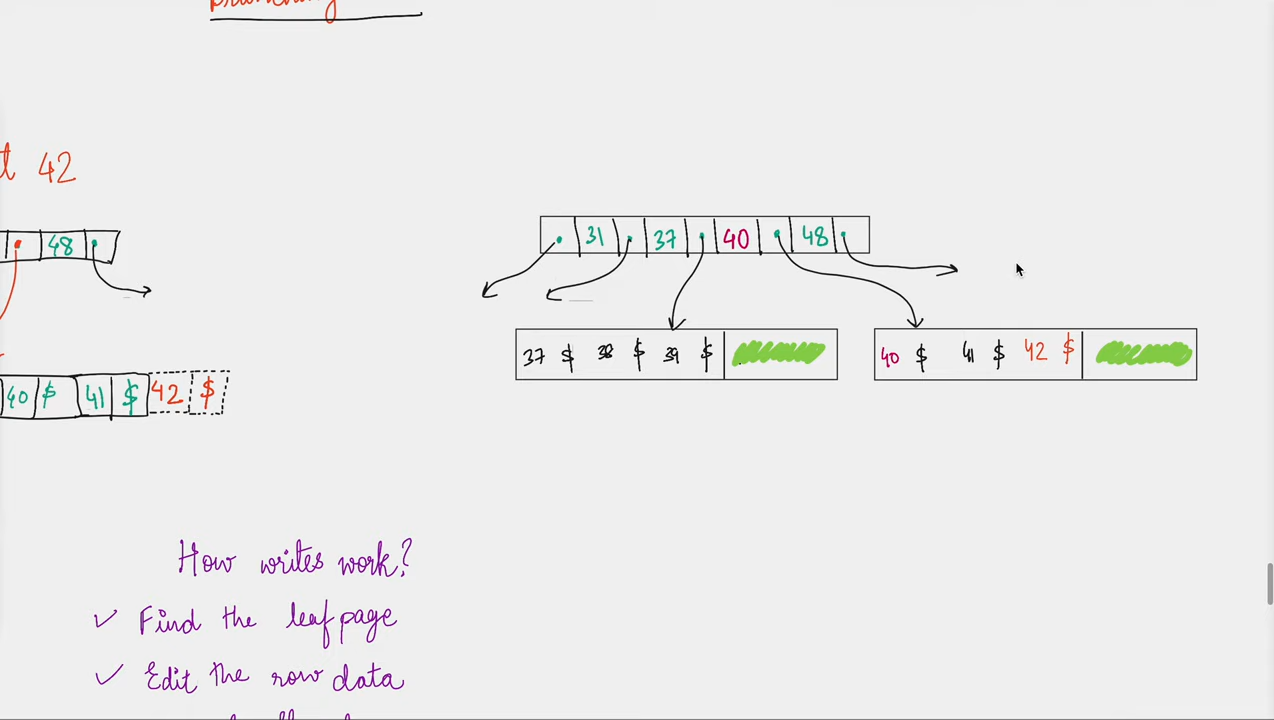 branching
t 42
48
40 $ 41 $ 42 $
31 37 40 48
37 $ 38 $ 39 $
40 $ 41 $ 42 $
How writes work?
✓ Find the leaf page
✓ Edit the row data